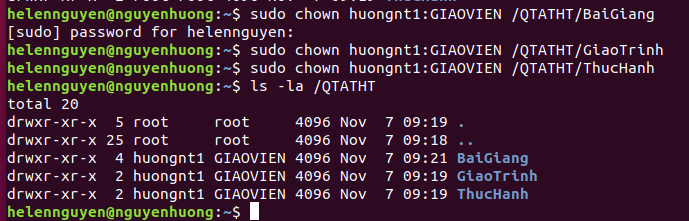 helennguyen@nguyenhuong:~$ sudo chown huongnt1:GIAOVIEN /QTATHT/BaiGiang
[sudo] password for helennguyen:
helennguyen@nguyenhuong:~$ sudo chown huongnt1:GIAOVIEN /QTATHT/GiaoTrinh
helennguyen@nguyenhuong:~$ sudo chown huongnt1:GIAOVIEN /QTATHT/ThucHanh
helennguyen@nguyenhuong:~$ ls -la /QTATHT
total 20
drwxr-xr-x  5 root     root     4096 Nov  7 09:19 .
drwxr-xr-x 25 root     root     4096 Nov  7 09:18 ..
drwxr-xr-x  4 huongnt1 GIAOVIEN 4096 Nov  7 09:21 BaiGiang
drwxr-xr-x  2 huongnt1 GIAOVIEN 4096 Nov  7 09:19 GiaoTrinh
drwxr-xr-x  2 huongnt1 GIAOVIEN 4096 Nov  7 09:19 ThucHanh
helennguyen@nguyenhuong:~$